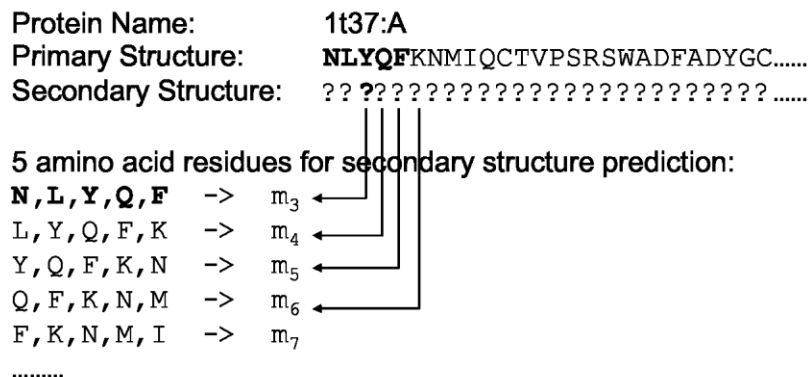 Protein Name: 1t37:A
Primary Structure: NLYQFKNMIQCTVPSRSWADFADYGC......
Secondary Structure: ?????????????????????????? ......
5 amino acid residues for secondary structure prediction:
N,L,Y,Q,F -> m₃
L,Y,Q,F,K -> m₄
Y,Q,F,K,N -> m₅
Q,F,K,N,M -> m₆
F,K,N,M,I -> m₇
.........